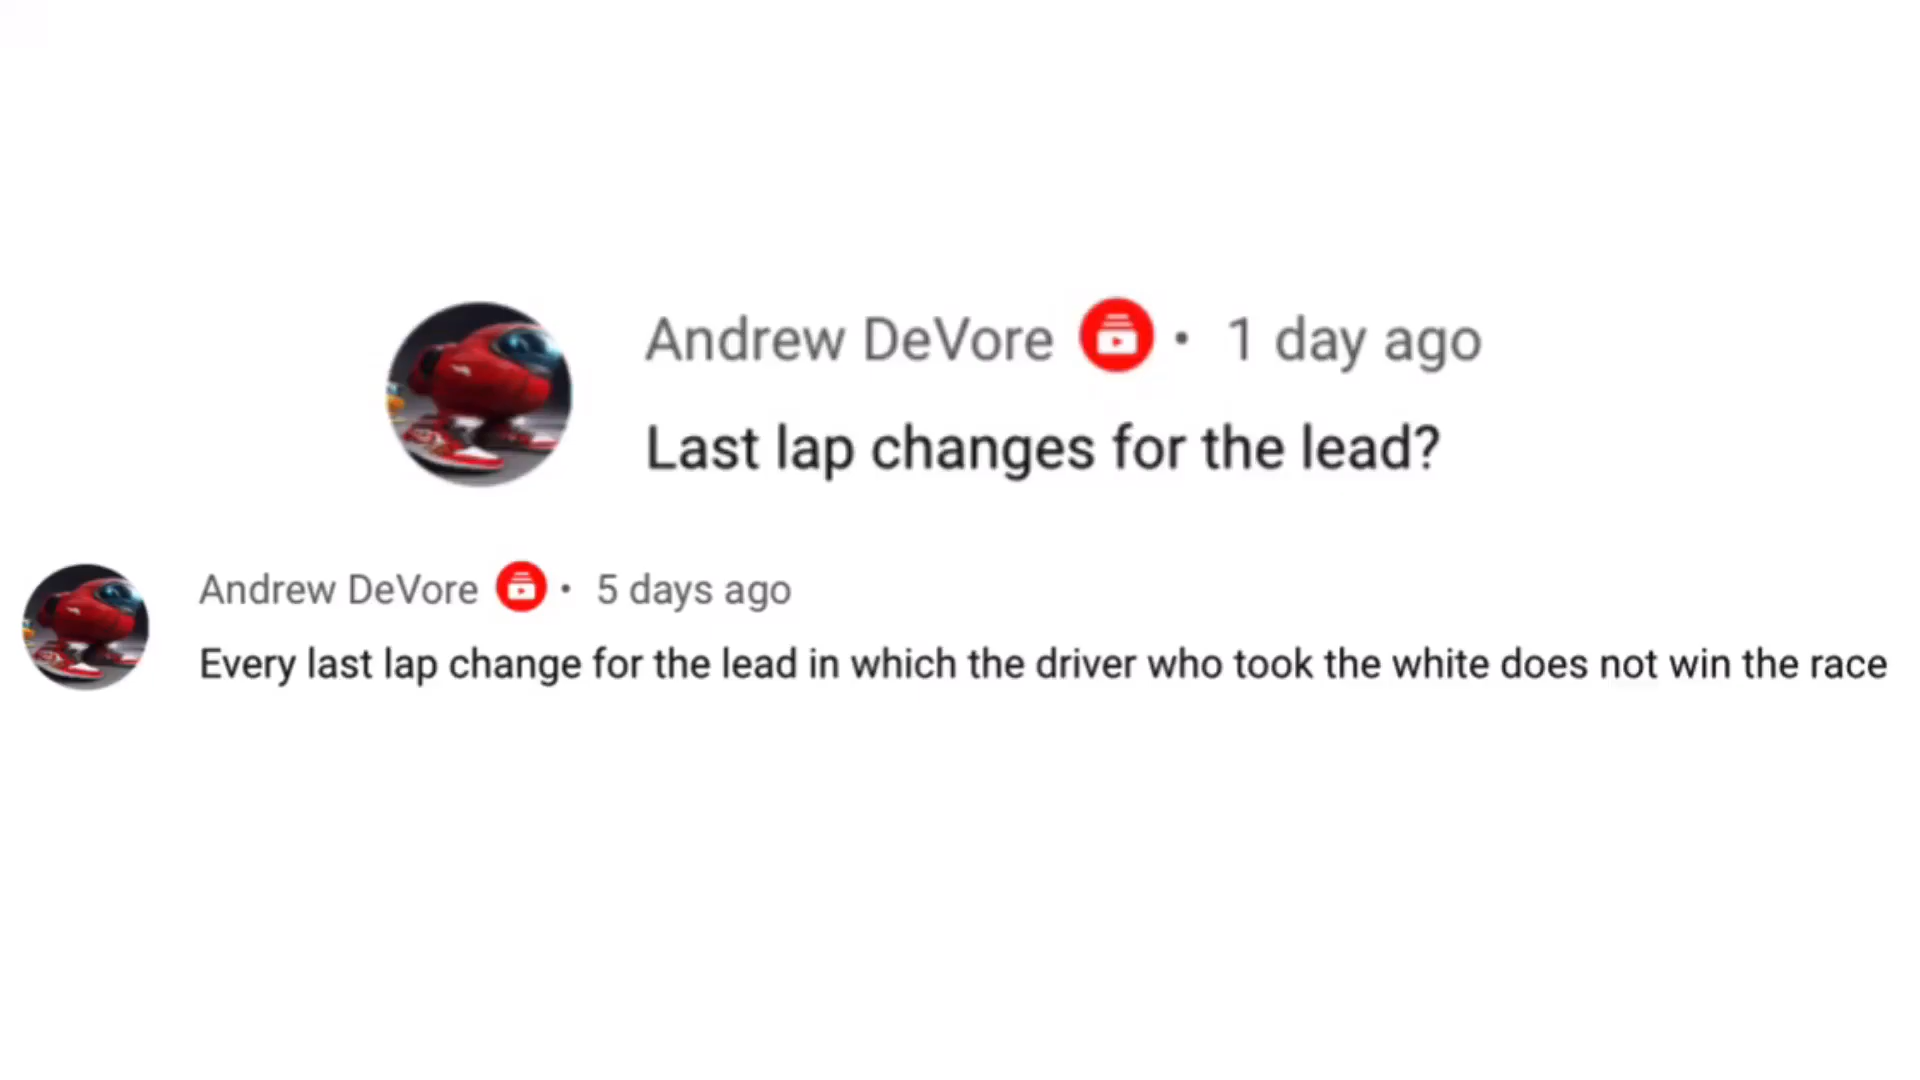 Andrew DeVore • 1 day ago
Last lap changes for the lead?
Andrew DeVore • 5 days ago
Every last lap change for the lead in which the driver who took the white does not win the race